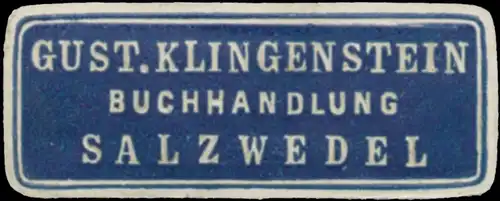 GUST. KLINGENSTEIN
BUCHHANDLUNG
SALZWEDEL